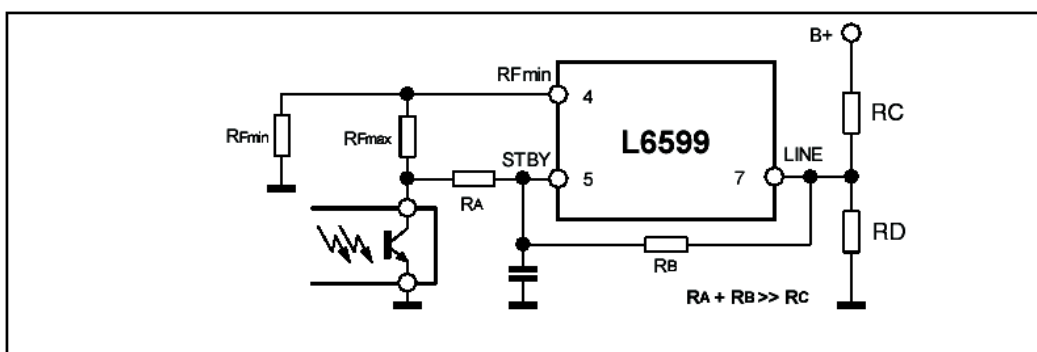 B+
RFmin
4
RFmin
RFmax
RC
L6599
STBY
LINE
5
7
RA
RD
RB
RA + RB >> RC